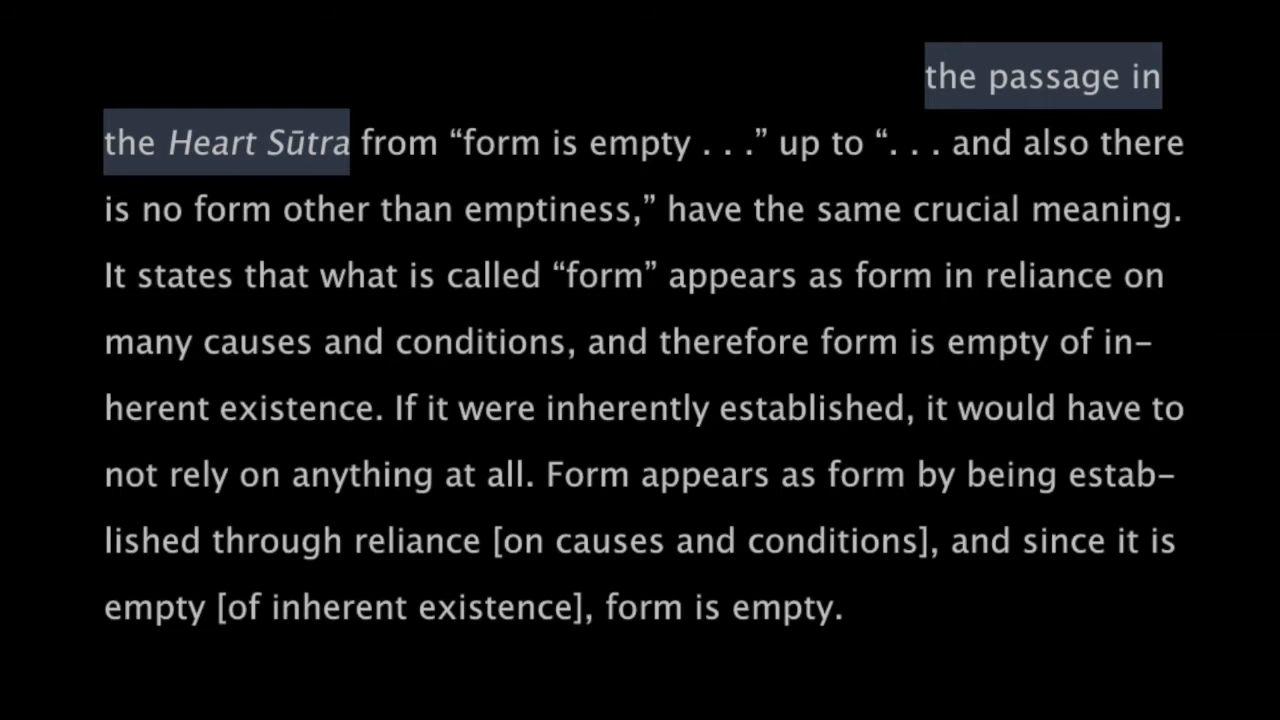 the passage in
the Heart Sūtra from “form is empty . . .” up to “. . . and also there
is no form other than emptiness,” have the same crucial meaning.
It states that what is called “form” appears as form in reliance on
many causes and conditions, and therefore form is empty of in–
herent existence. If it were inherently established, it would have to
not rely on anything at all. Form appears as form by being estab–
lished through reliance [on causes and conditions], and since it is
empty [of inherent existence], form is empty.